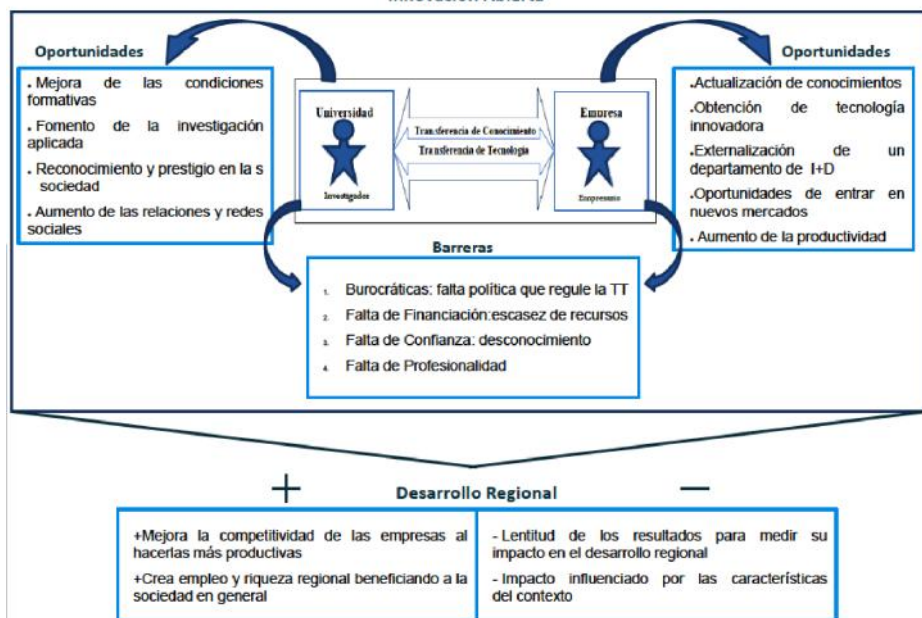 Oportunidades
. Mejora de las condiciones
formativas
. Fomento de la investigación
aplicada
. Reconocimiento y prestigio en la s
sociedad
. Aumento de las relaciones y redes
sociales
Universidad
Investigador
Transferencia de Conocimiento
Transferencia de Tecnología
Empresa
Empresario
Oportunidades
.Actualización de conocimientos
.Obtención de tecnología
innovadora
.Externalización de un
departamento de I+D
.Oportunidades de entrar en
nuevos mercados
. Aumento de la productividad
Barreras
1. Burocráticas: falta política que regule la TT
2. Falta de Financiación:escasez de recursos
3. Falta de Confianza: desconocimiento
4. Falta de Profesionalidad
+ Desarrollo Regional −
+Mejora la competitividad de las empresas al
hacerlas más productivas
+Crea empleo y riqueza regional beneficiando a la
sociedad en general
- Lentitud de los resultados para medir su
impacto en el desarrollo regional
- Impacto influenciado por las características
del contexto